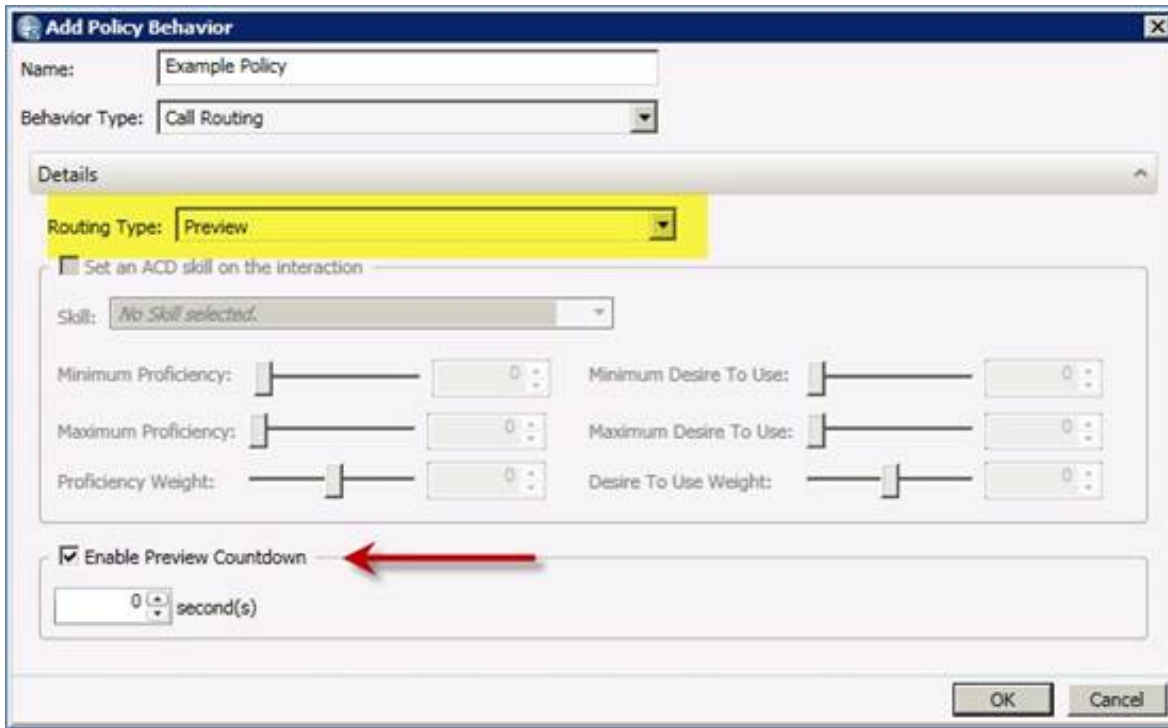 Add Policy Behavior
Name: Example Policy
Behavior Type: Call Routing
Details
Routing Type: Preview
Set an ACD skill on the interaction
Skill: No Skill selected.
Minimum Proficiency: 0 Minimum Desire To Use: 0
Maximum Proficiency: 0 Maximum Desire To Use: 0
Proficiency Weight: 0 Desire To Use Weight: 0
Enable Preview Countdown
0 second(s)
OK Cancel